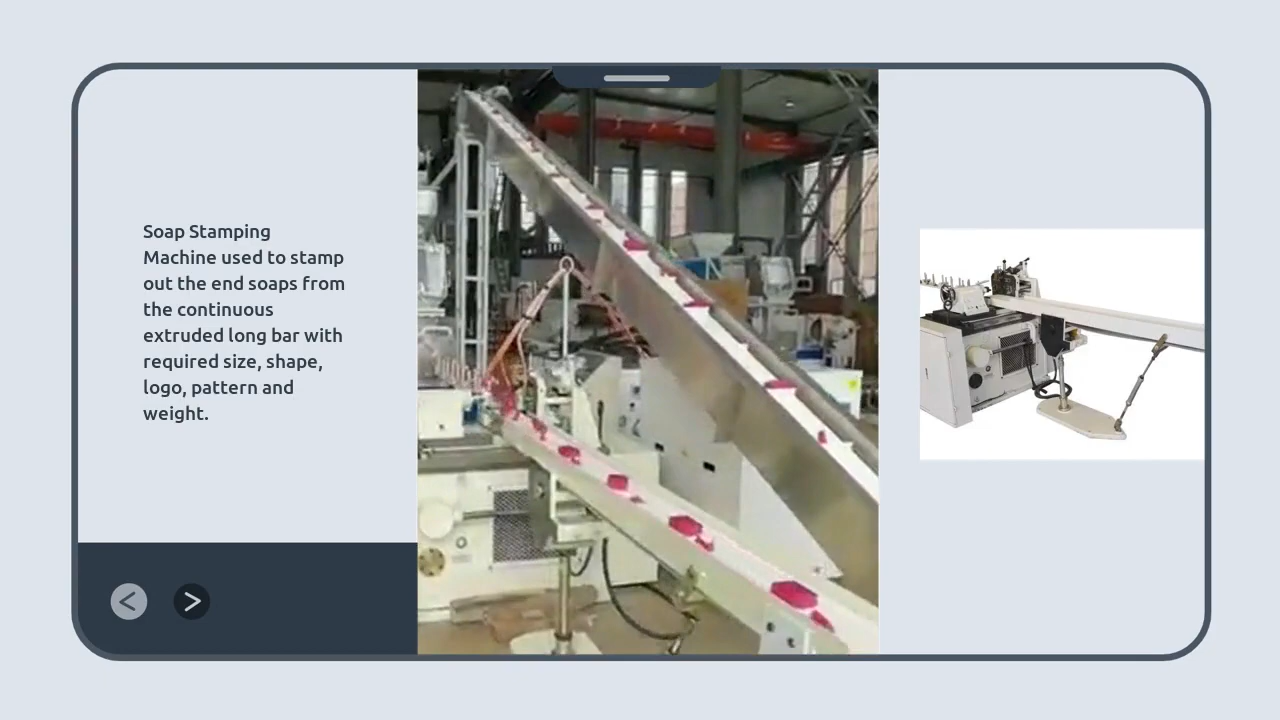 Soap Stamping
Machine used to stamp
out the end soaps from
the continuous
extruded long bar with
required size, shape,
logo, pattern and
weight.